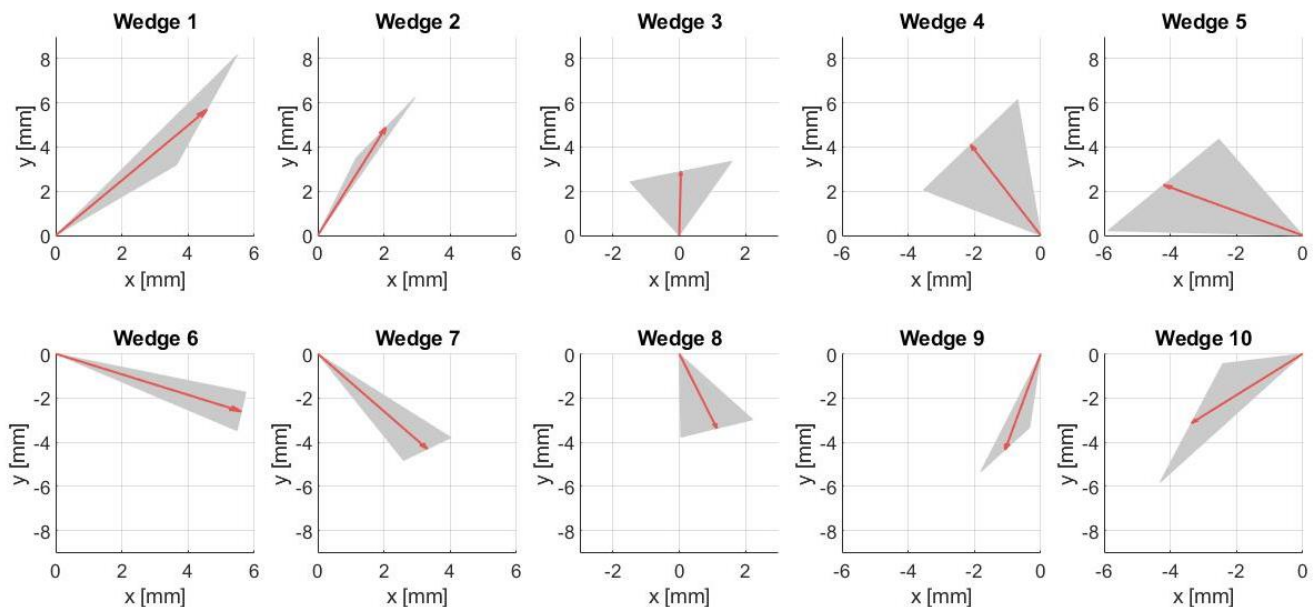 Wedge 1
Wedge 2
Wedge 3
Wedge 4
Wedge 5
8
6
4
2
0
y [mm]
0 2 4 6
x [mm]
8
6
4
2
0
y [mm]
0 2 4 6
x [mm]
8
6
4
2
0
y [mm]
-2 0 2
x [mm]
8
6
4
2
0
y [mm]
-6 -4 -2 0
x [mm]
8
6
4
2
0
y [mm]
-6 -4 -2 0
x [mm]
Wedge 6
Wedge 7
Wedge 8
Wedge 9
Wedge 10
0
-2
-4
-6
-8
y [mm]
0 2 4 6
x [mm]
0
-2
-4
-6
-8
y [mm]
0 2 4 6
x [mm]
0
-2
-4
-6
-8
y [mm]
-2 0 2
x [mm]
0
-2
-4
-6
-8
y [mm]
-6 -4 -2 0
x [mm]
0
-2
-4
-6
-8
y [mm]
-6 -4 -2 0
x [mm]